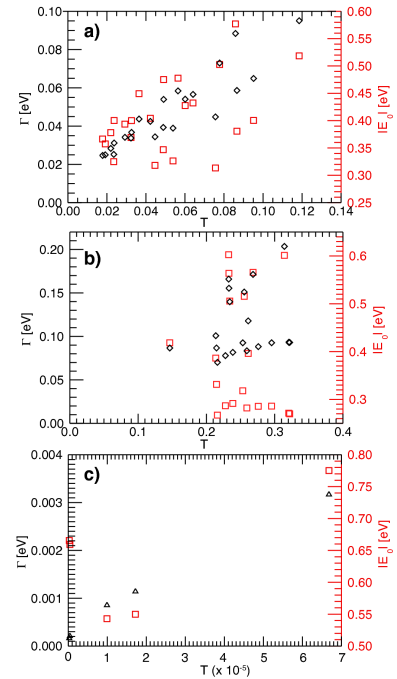 a)
0.10
0.08
0.06
0.04
0.02
0.00
Γ [eV]
0.60
0.55
0.50
0.45
0.40
0.35
0.30
0.25
|E_0| [eV]
0.00 0.02 0.04 0.06 0.08 0.10 0.12 0.14
T
b)
0.20
0.15
0.10
0.05
0.00
Γ [eV]
0.6
0.5
0.4
0.3
|E_0| [eV]
0.0 0.1 0.2 0.3 0.4
T
c)
0.004
0.003
0.002
0.001
0.000
Γ [eV]
0.80
0.75
0.70
0.65
0.60
0.55
0.50
|E_0| [eV]
0 1 2 3 4 5 6 7
T (x 10⁻⁵)